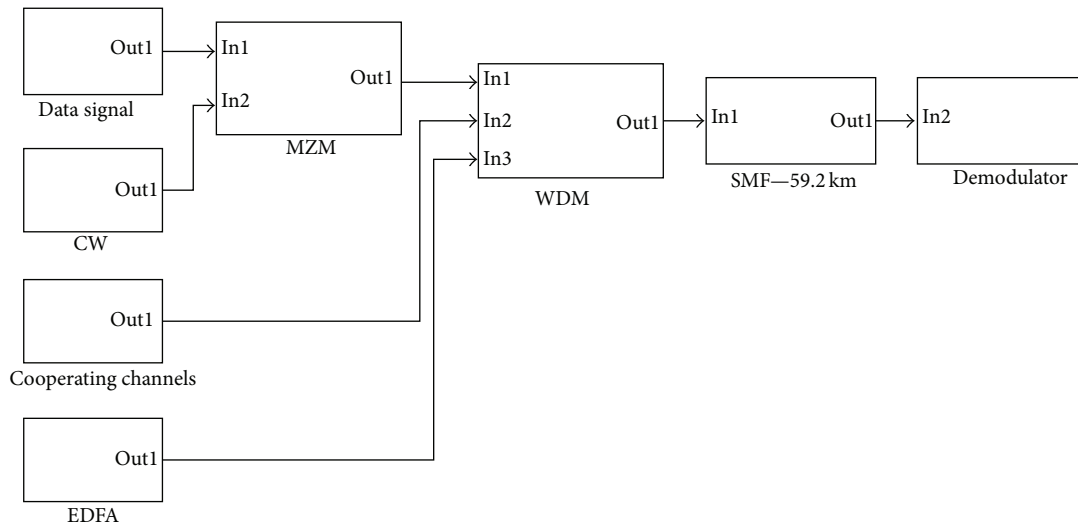 Out1
Data signal
Out1
CW
Out1
Cooperating channels
Out1
EDFA
In1
In2
Out1
MZM
In1
In2
In3
Out1
WDM
In1
Out1
SMF—59.2 km
In2
Demodulator